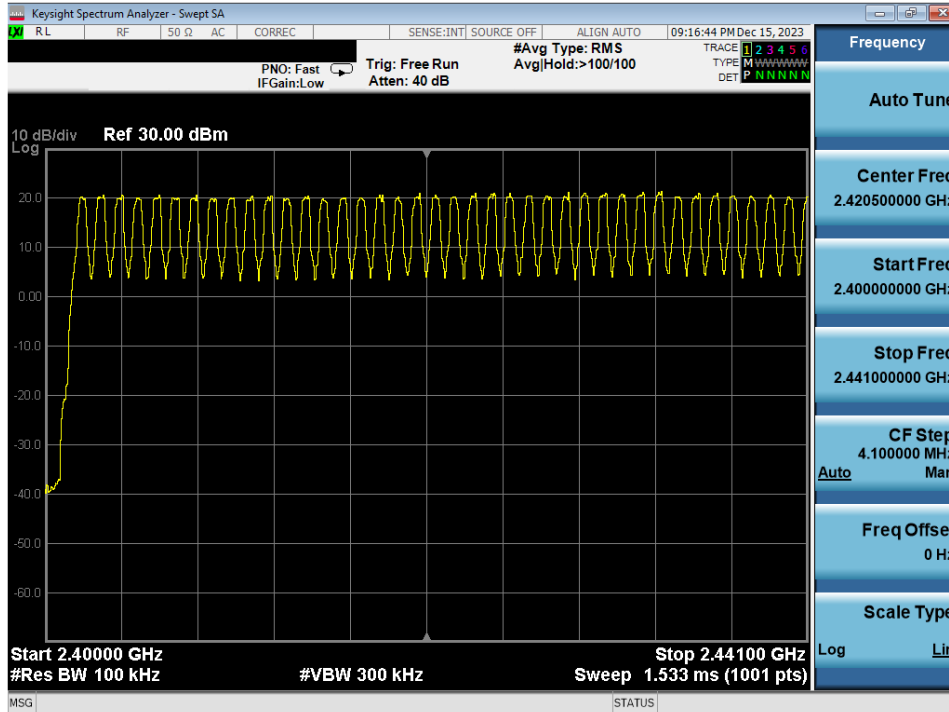 Keysight Spectrum Analyzer - Swept SA
LXI RL RF 50 Ω AC CORREC SENSE:INT SOURCE OFF ALIGN AUTO 09:16:44 PM Dec 15, 2023
PNO: Fast
IFGain:Low
Trig: Free Run
Atten: 40 dB
#Avg Type: RMS
Avg|Hold:>100/100
TRACE 1 2 3 4 5 6
TYPE M WWWWW
DET P N N N N N
10 dB/div Ref 30.00 dBm
Log
20.0
10.0
0.00
-10.0
-20.0
-30.0
-40.0
-50.0
-60.0
Start 2.40000 GHz Stop 2.44100 GHz
#Res BW 100 kHz #VBW 300 kHz Sweep 1.533 ms (1001 pts)
MSG STATUS
Frequency
Auto Tune
Center Freq
2.420500000 GHz
Start Freq
2.400000000 GHz
Stop Freq
2.441000000 GHz
CF Step
4.100000 MHz
Auto Man
Freq Offset
0 Hz
Scale Type
Log Lin